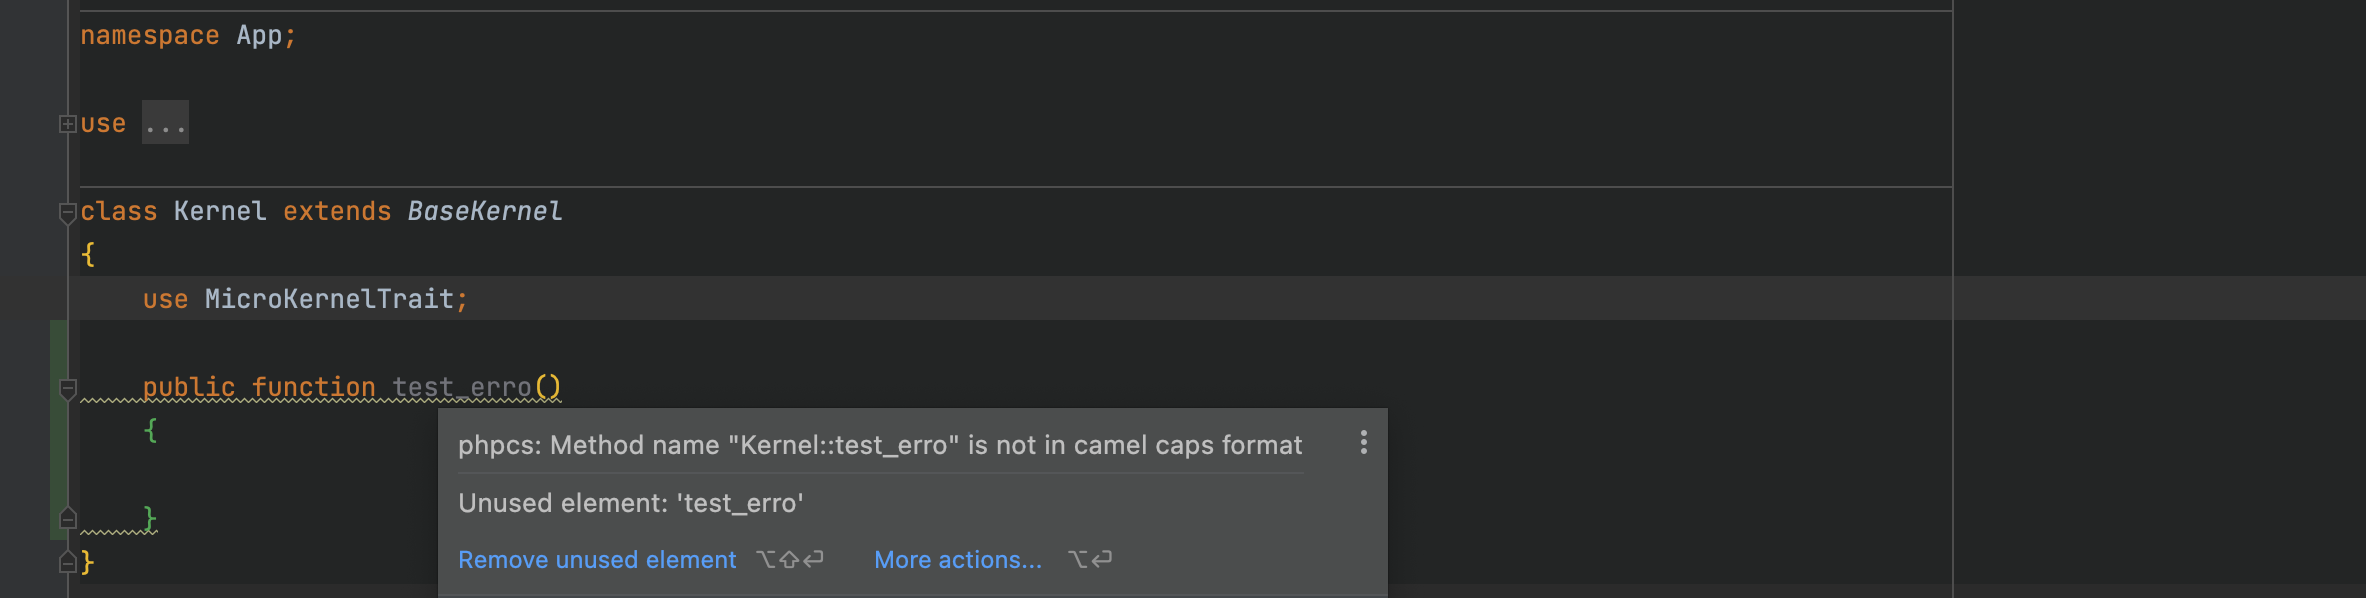 namespace App;
use ...
class Kernel extends BaseKernel
{
use MicroKernelTrait;
public function test_erro()
{
}
}
phpcs: Method name "Kernel::test_erro" is not in camel caps format
Unused element: 'test_erro'
Remove unused element ⌥⇧⏎ More actions... ⌥⏎